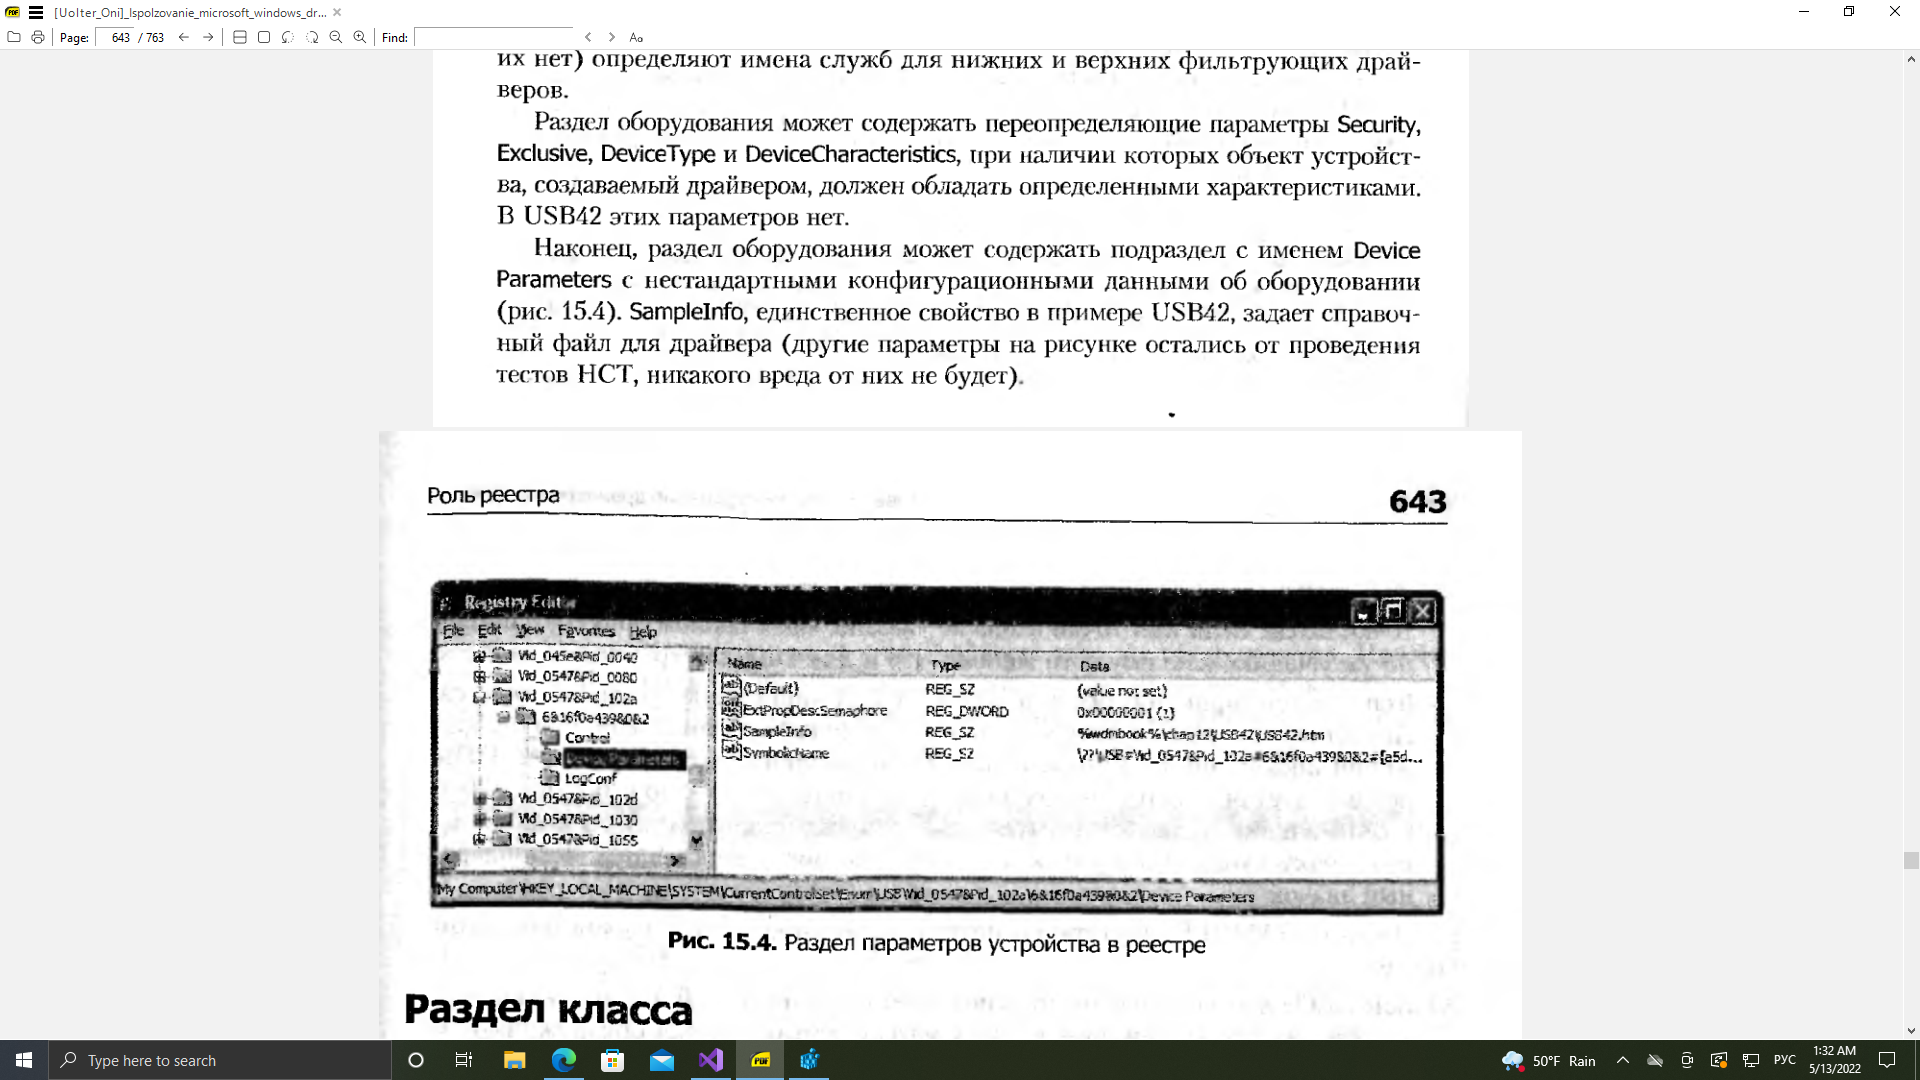 [Uolter_Oni]_Ispolzovanie_microsoft_windows_dr...
Page: 643 / 763 Find:
их нет) определяют имена служб для нижних и верхних фильтрующих драй-
веров.
Раздел оборудования может содержать переопределяющие параметры Security,
Exclusive, DeviceType и DeviceCharacteristics, при наличии которых объект устройст-
ва, создаваемый драйвером, должен обладать определенными характеристиками.
В USB42 этих параметров нет.
Наконец, раздел оборудования может содержать подраздел с именем Device
Parameters с нестандартными конфигурационными данными об оборудовании
(рис. 15.4). SampleInfo, единственное свойство в примере USB42, задает справоч-
ный файл для драйвера (другие параметры на рисунке остались от проведения
тестов HCT, никакого вреда от них не будет).
Роль реестра 643
Registry Editor
File Edit View Favorites Help
Vid_045e&Pid_0040
Vid_0547&Pid_0080
Vid_0547&Pid_102a
6&16f0a439&0&2
Control
Device Parameters
LogConf
Vid_0547&Pid_102d
Vid_0547&Pid_1030
Vid_0547&Pid_1055
Name Type Data
(Default) REG_SZ (value not set)
ExtPropDescSemaphore REG_DWORD 0x00000001 (1)
SampleInfo REG_SZ %wdmbook%\chap12\USB42\USB42.htm
SymbolicName REG_SZ \??\USB#Vid_0547&Pid_102a#6&16f0a439&0&2#{a5d...
My Computer\HKEY_LOCAL_MACHINE\SYSTEM\CurrentControlSet\Enum\USB\Vid_0547&Pid_102a\6&16f0a439&0&2\Device Parameters
Рис. 15.4. Раздел параметров устройства в реестре
Раздел класса
Type here to search
50°F Rain
РУС
1:32 AM
5/13/2022